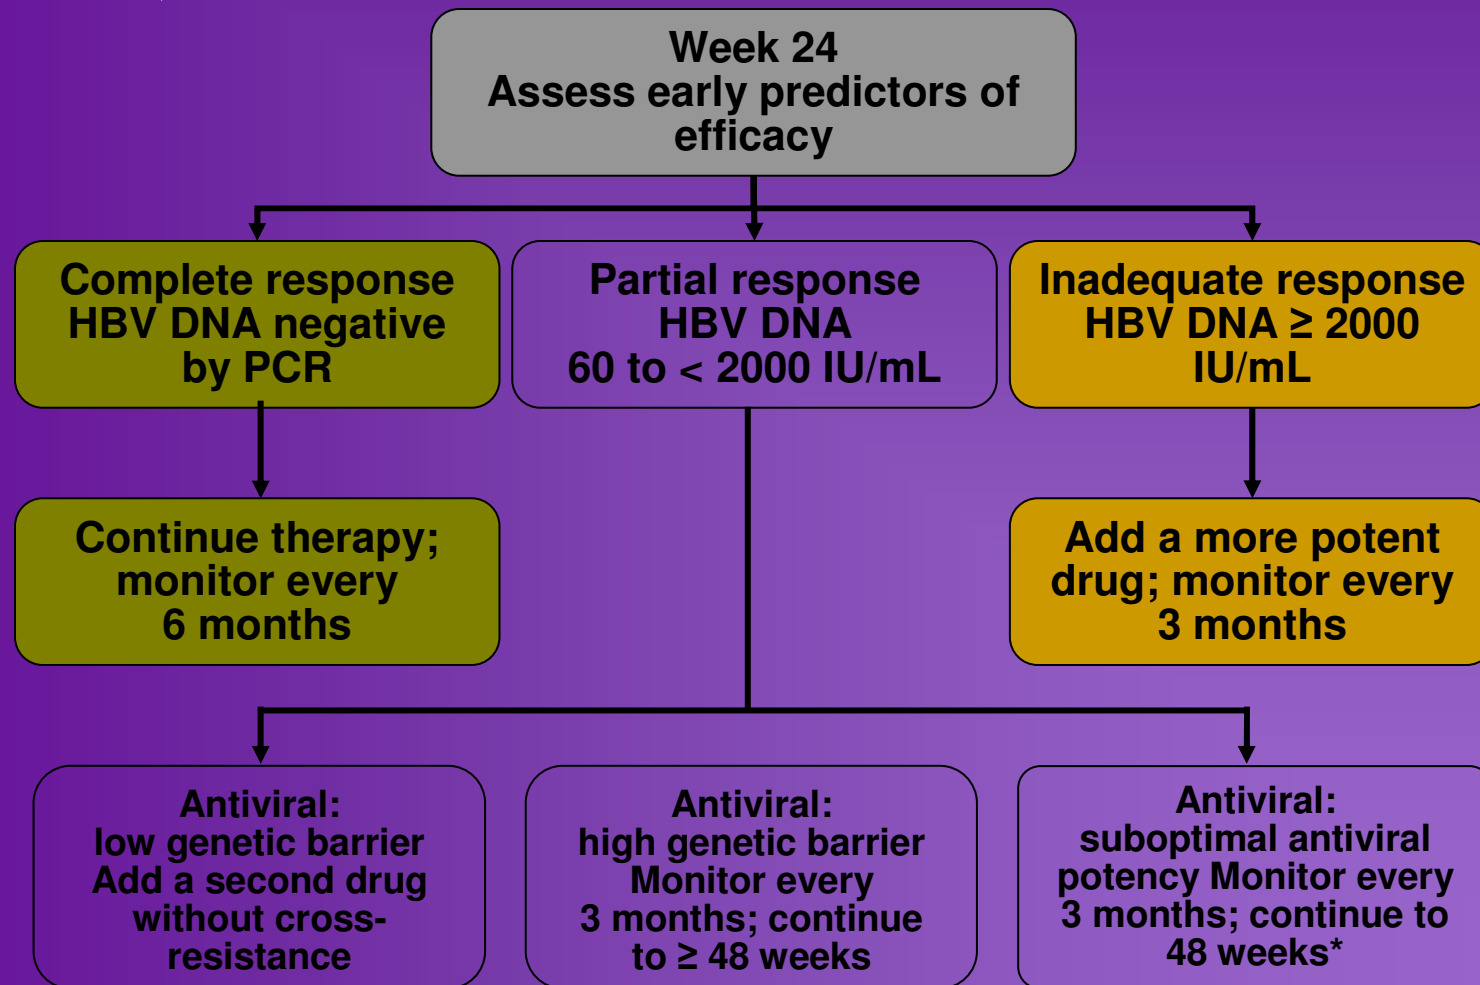 Week 24
Assess early predictors of
efficacy
Complete response
HBV DNA negative
by PCR
Partial response
HBV DNA
60 to < 2000 IU/mL
Inadequate response
HBV DNA ≥ 2000
IU/mL
Continue therapy;
monitor every
6 months
Add a more potent
drug; monitor every
3 months
Antiviral:
low genetic barrier
Add a second drug
without cross-
resistance
Antiviral:
high genetic barrier
Monitor every
3 months; continue
to ≥ 48 weeks
Antiviral:
suboptimal antiviral
potency Monitor every
3 months; continue to
48 weeks*